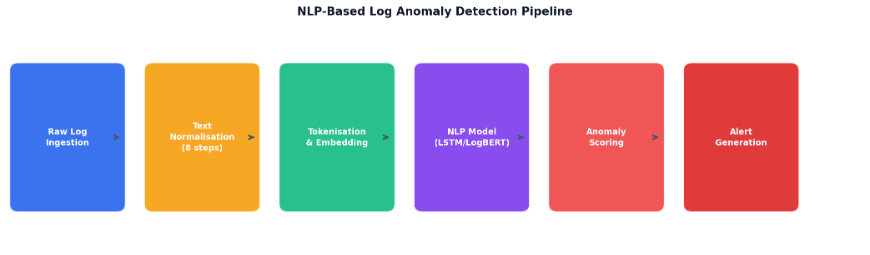 NLP-Based Log Anomaly Detection Pipeline
Raw Log
Ingestion
Text
Normalisation
(8 steps)
Tokenisation
& Embedding
NLP Model
(LSTM/LogBERT)
Anomaly
Scoring
Alert
Generation